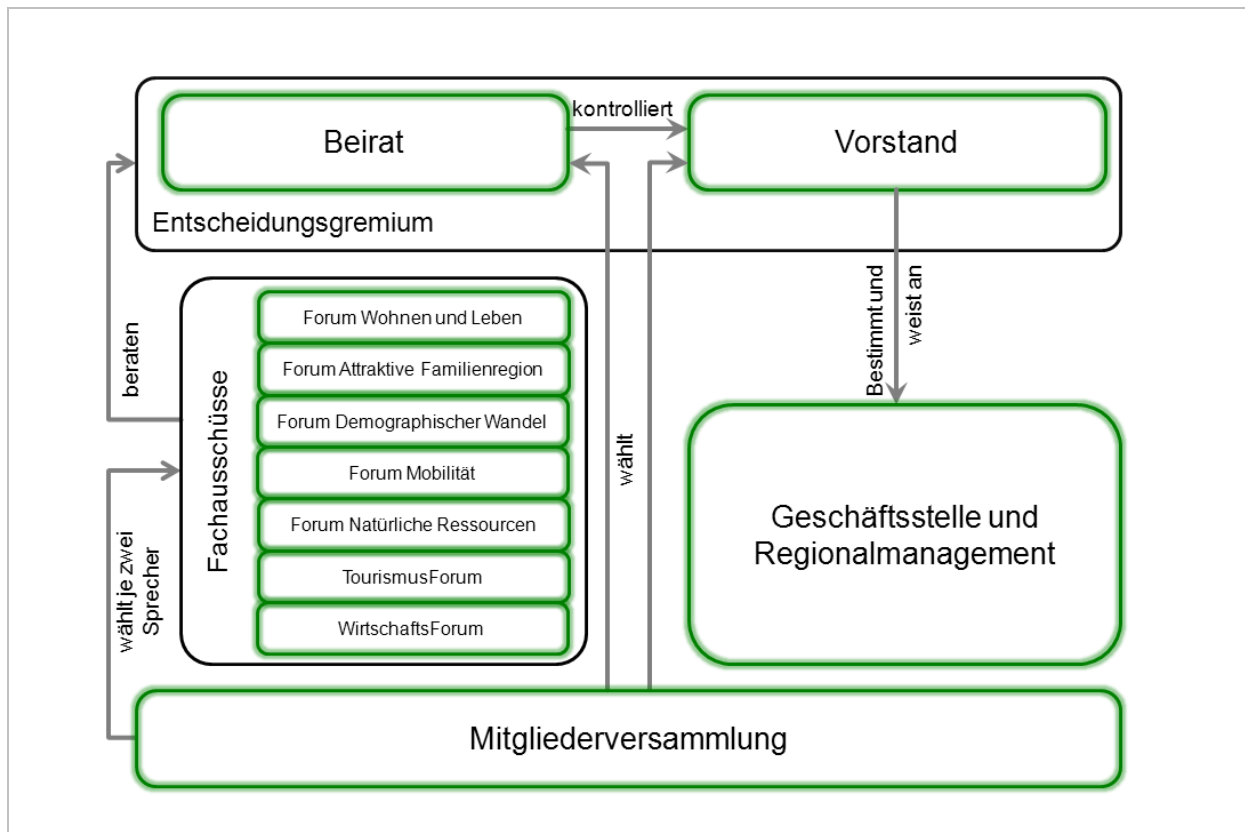 kontrolliert
Beirat
Vorstand
Entscheidungsgremium
beraten
Fachausschüsse
Forum Wohnen und Leben
Forum Attraktive Familienregion
Forum Demographischer Wandel
Forum Mobilität
Forum Natürliche Ressourcen
TourismusForum
WirtschaftsForum
wählt
Bestimmt und
weist an
Geschäftsstelle und
Regionalmanagement
wählt je zwei
Sprecher
Mitgliederversammlung